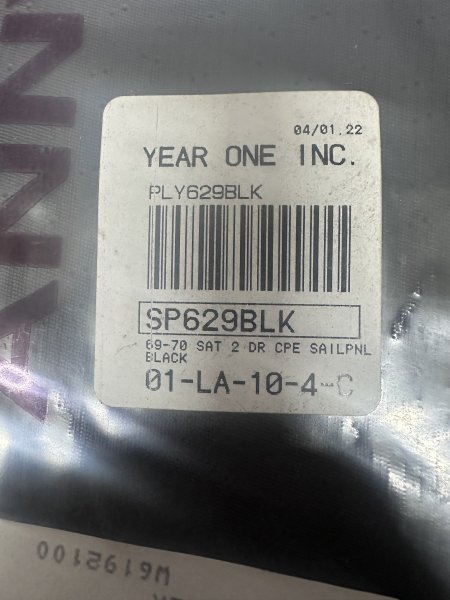 04/01.22
YEAR ONE INC.
PLY629BLK
SP629BLK
69-70 SAT 2 DR CPE SAILPNL
BLACK
01-LA-10-4-C
W6192100